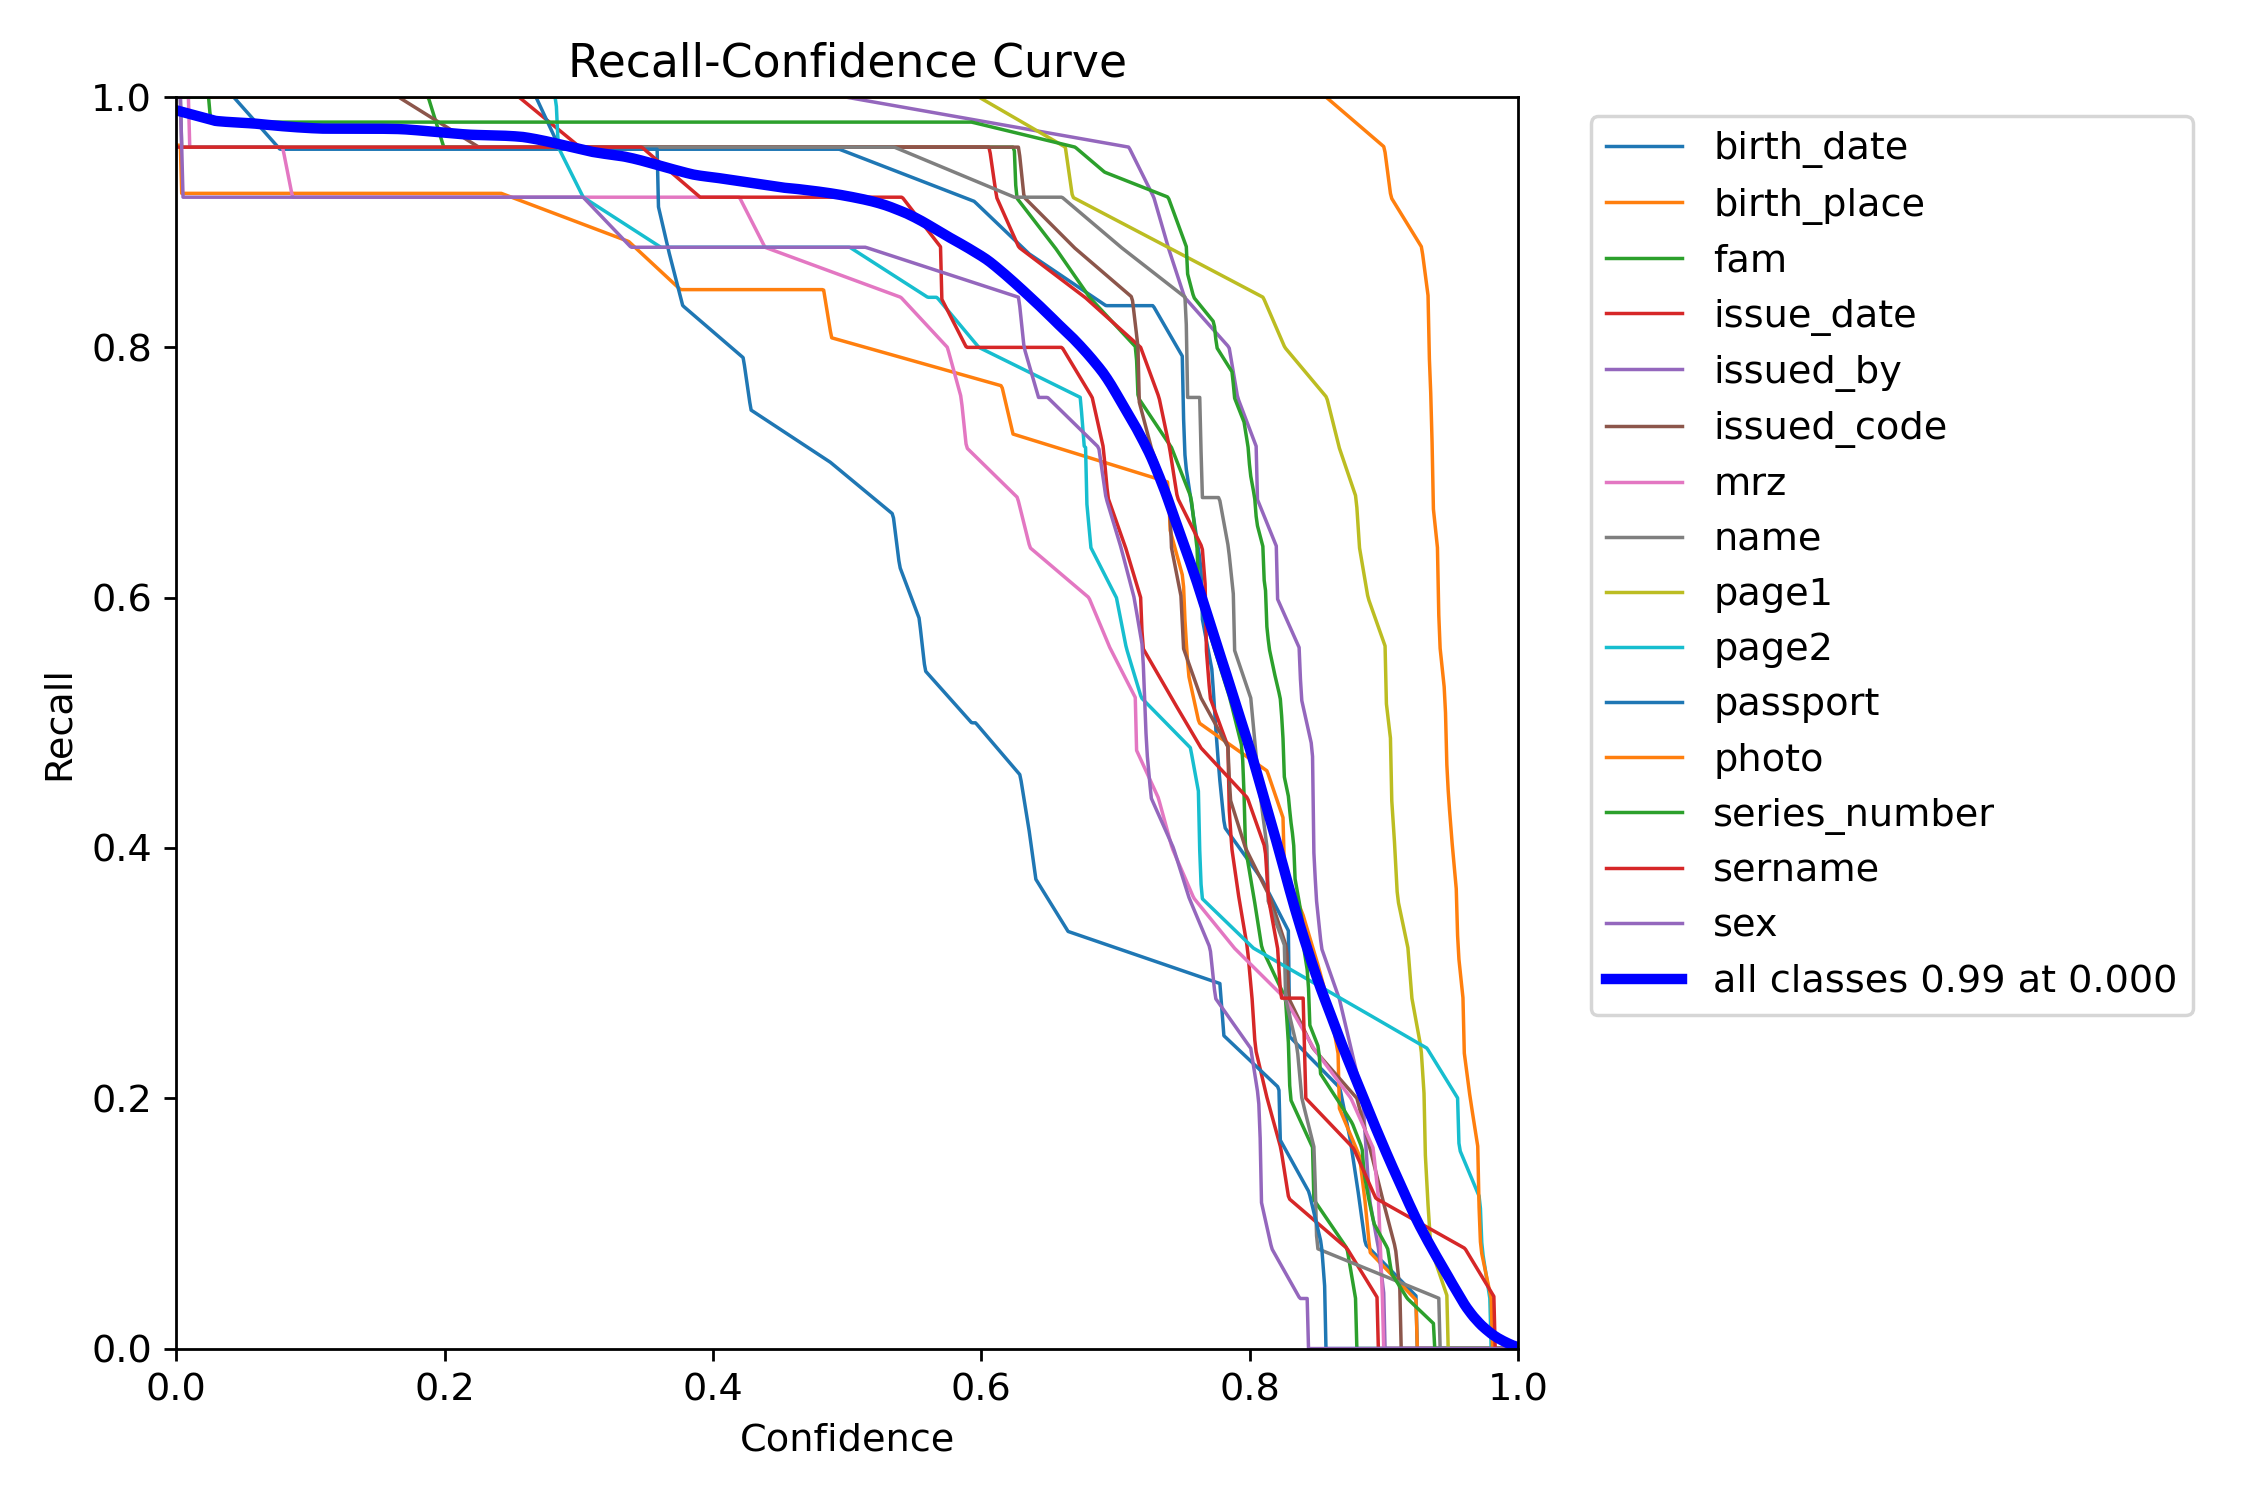 Recall-Confidence Curve
1.0
0.8
0.6
0.4
0.2
0.0
Recall
0.0 0.2 0.4 0.6 0.8 1.0
Confidence
birth_date
birth_place
fam
issue_date
issued_by
issued_code
mrz
name
page1
page2
passport
photo
series_number
sername
sex
all classes 0.99 at 0.000